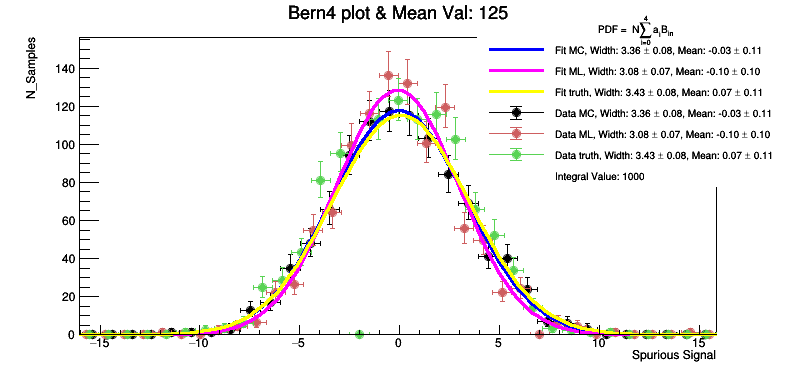 Bern4 plot & Mean Val: 125
PDF = N∑a_iB_in
4
i=0
Fit MC, Width: 3.36 ± 0.08, Mean: -0.03 ± 0.11
Fit ML, Width: 3.08 ± 0.07, Mean: -0.10 ± 0.10
Fit truth, Width: 3.43 ± 0.08, Mean: 0.07 ± 0.11
Data MC, Width: 3.36 ± 0.08, Mean: -0.03 ± 0.11
Data ML, Width: 3.08 ± 0.07, Mean: -0.10 ± 0.10
Data truth, Width: 3.43 ± 0.08, Mean: 0.07 ± 0.11
Integral Value: 1000
N_Samples
140
120
100
80
60
40
20
0
−15 −10 −5 0 5 10 15
Spurious Signal